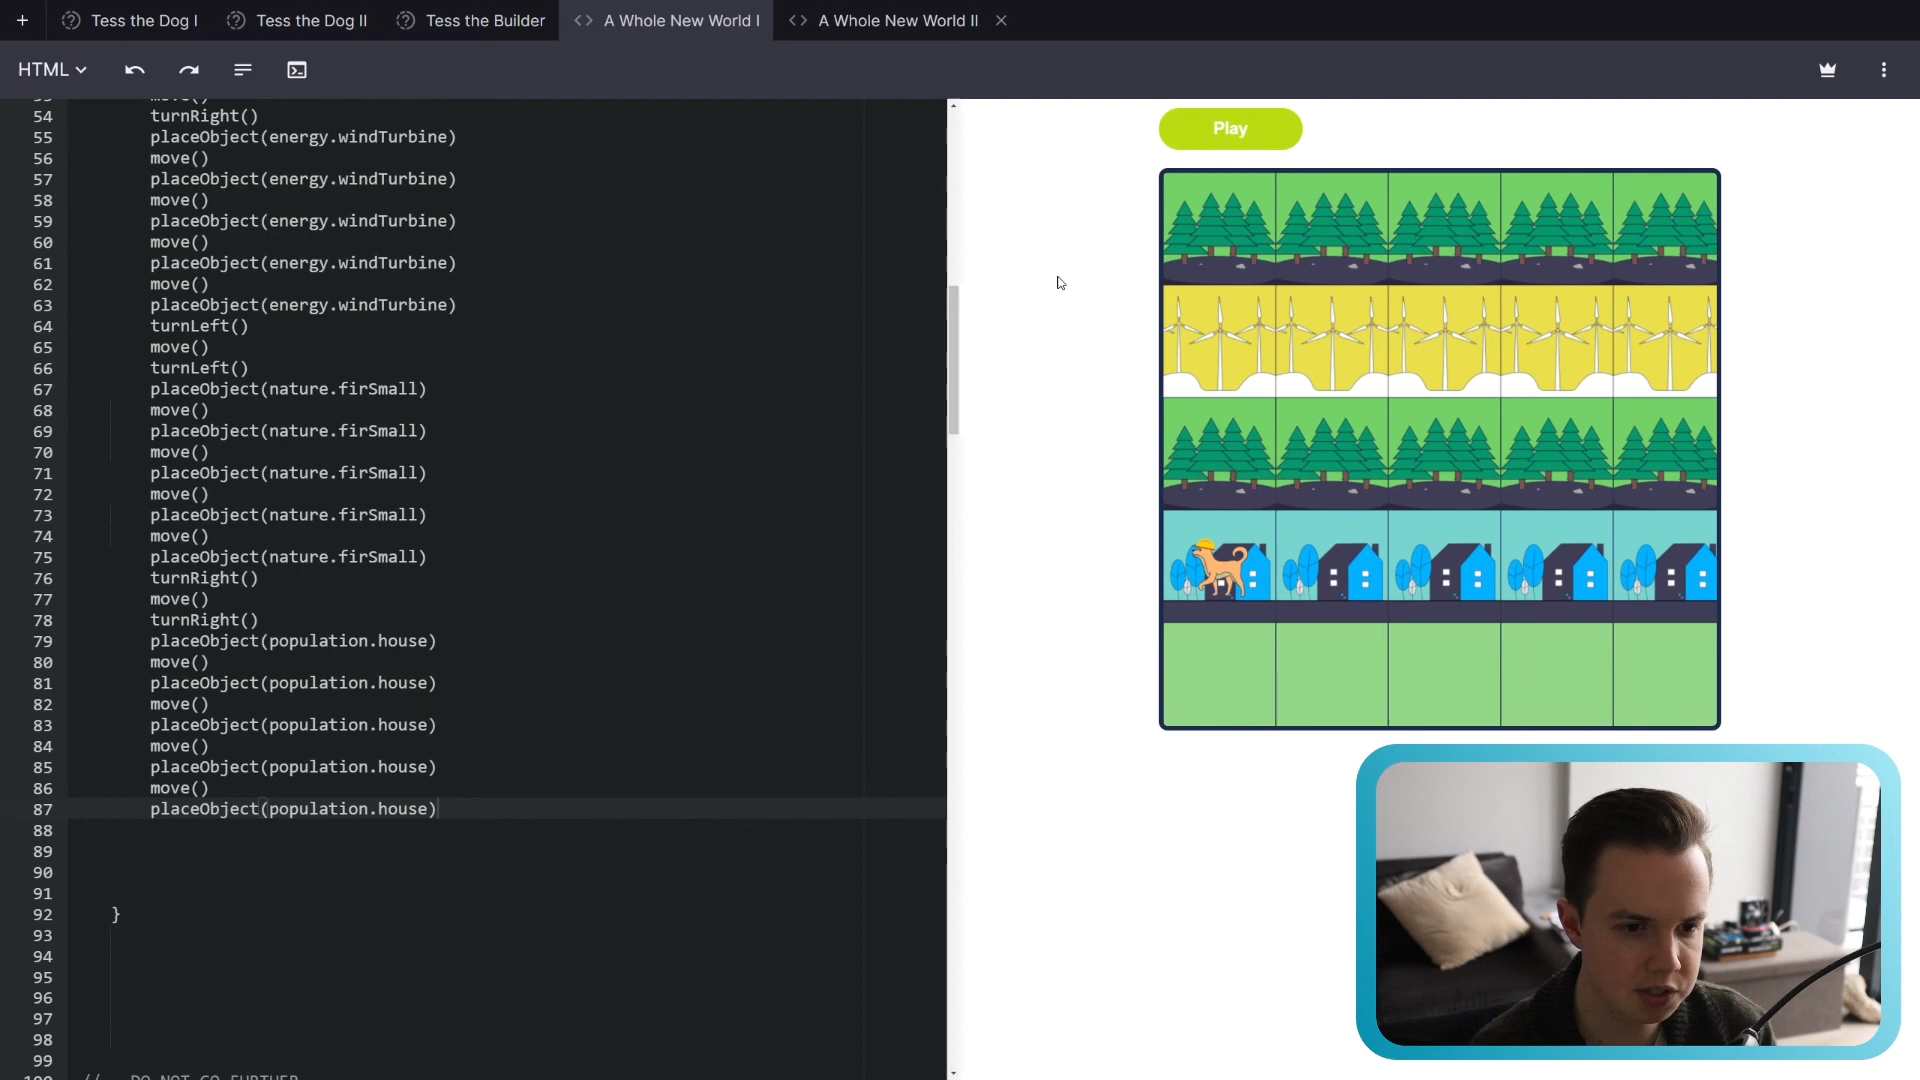 Tess the Dog I
Tess the Dog II
Tess the Builder
A Whole New World I
A Whole New World II
HTML
54 turnRight()
55 placeObject(energy.windTurbine)
56 move()
57 placeObject(energy.windTurbine)
58 move()
59 placeObject(energy.windTurbine)
60 move()
61 placeObject(energy.windTurbine)
62 move()
63 placeObject(energy.windTurbine)
64 turnLeft()
65 move()
66 turnLeft()
67 placeObject(nature.firSmall)
68 move()
69 placeObject(nature.firSmall)
70 move()
71 placeObject(nature.firSmall)
72 move()
73 placeObject(nature.firSmall)
74 move()
75 placeObject(nature.firSmall)
76 turnRight()
77 move()
78 turnRight()
79 placeObject(population.house)
80 move()
81 placeObject(population.house)
82 move()
83 placeObject(population.house)
84 move()
85 placeObject(population.house)
86 move()
87 placeObject(population.house)
88
89
90
91
92 }
93
94
95
96
97
98
99
// DO NOT GO FURTHER
Play